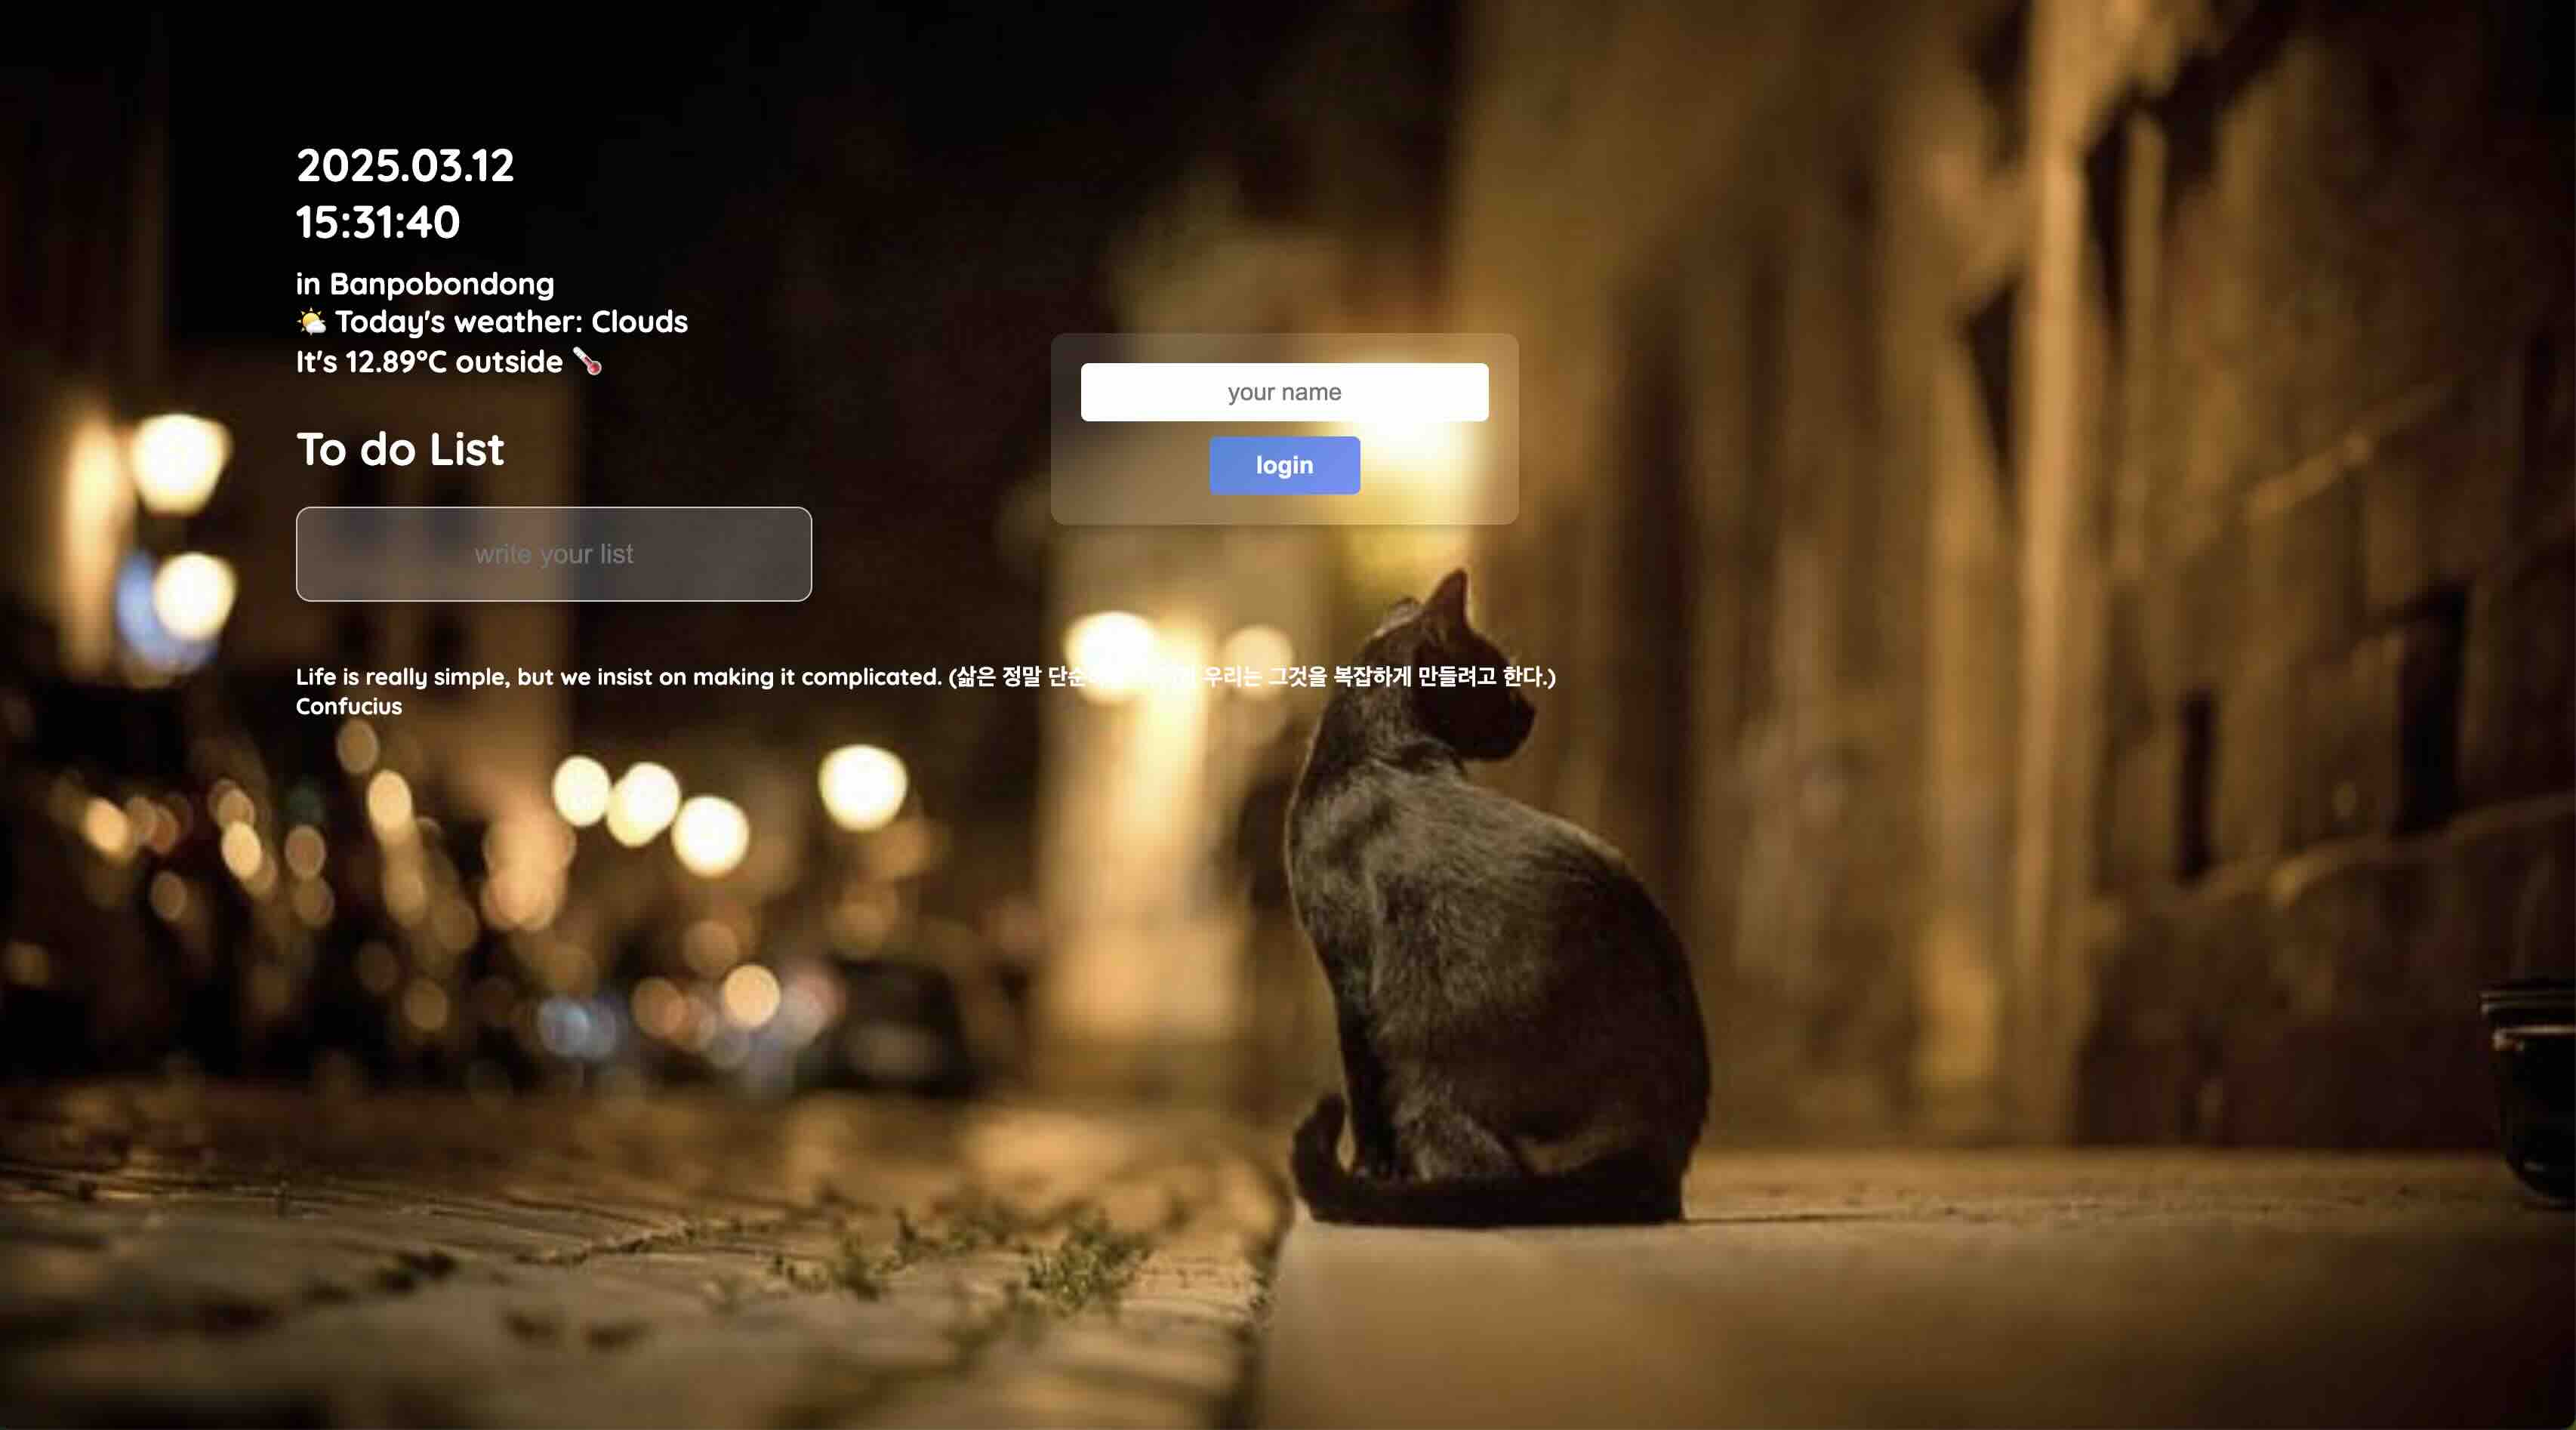 2025.03.12
15:31:40
in Banpobondong
Today's weather: Clouds
It's 12.89°C outside
To do List
write your list
your name
login
Life is really simple, but we insist on making it complicated. (삶은 정말 단순 우리는 그것을 복잡하게 만들려고 한다.)
Confucius